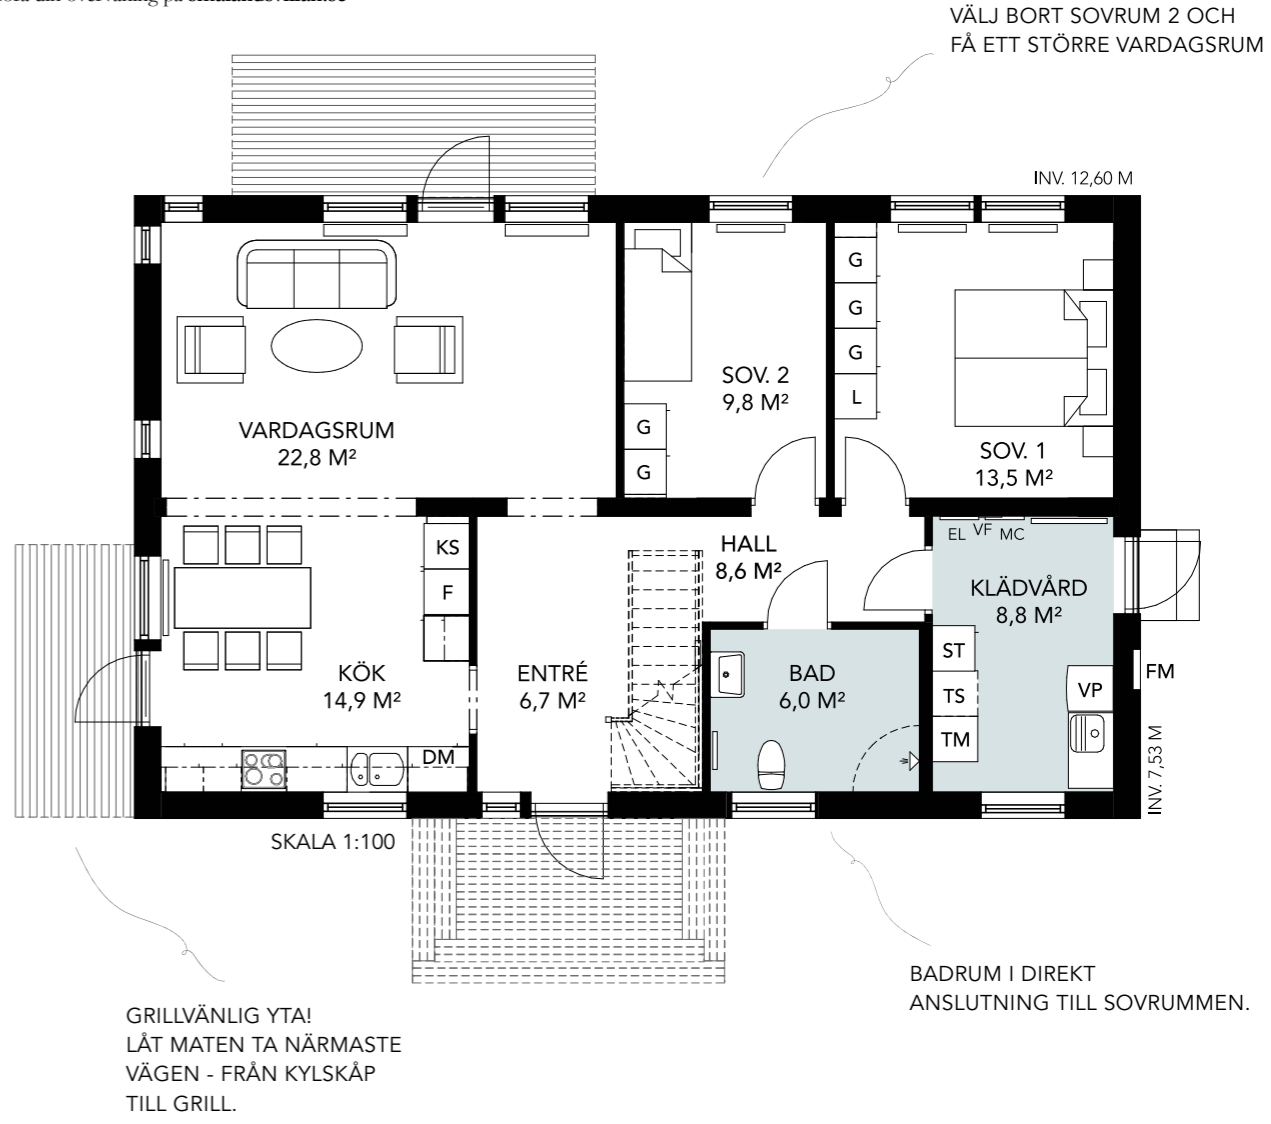 din övervåning på
VÄLJ BORT SOVRUM 2 OCH
FÅ ETT STÖRRE VARDAGSRUM
INV. 12,60 M
G
G
G
L
SOV. 2
9,8 M²
G
G
SOV. 1
13,5 M²
VARDAGSRUM
22,8 M²
KS
F
HALL
8,6 M²
EL VF MC
KLÄDVÅRD
8,8 M²
KÖK
14,9 M²
ENTRÉ
6,7 M²
BAD
6,0 M²
ST
TS
TM
VP
FM
DM
INV. 7,53 M
SKALA 1:100
BADRUM I DIREKT
ANSLUTNING TILL SOVRUMMEN.
GRILLVÄNLIG YTA!
LÅT MATEN TA NÄRMASTE
VÄGEN - FRÅN KYLSKÅP
TILL GRILL.